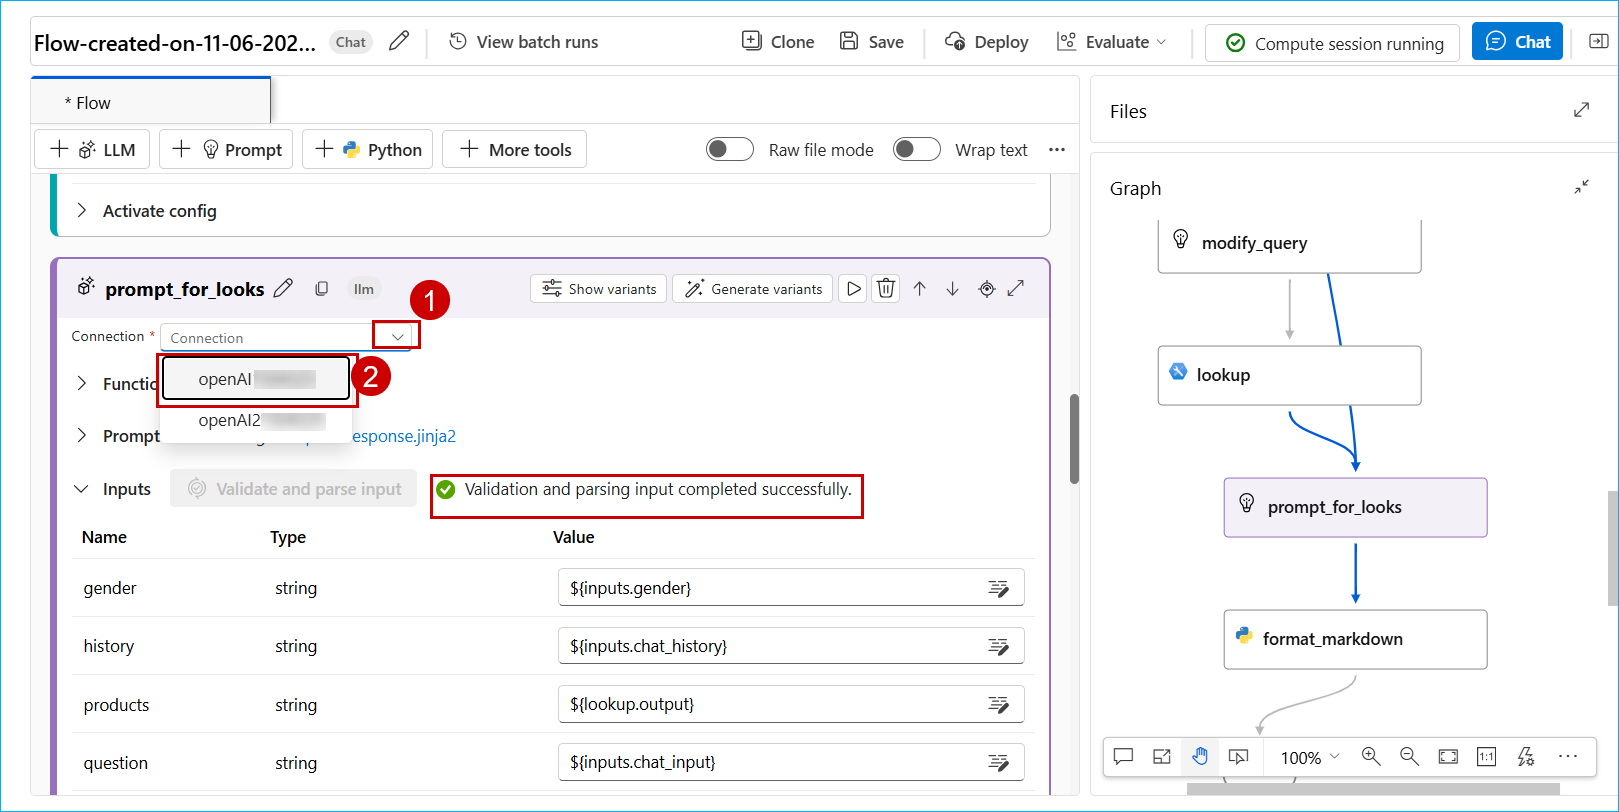 Flow-created-on-11-06-202... Chat View batch runs Clone Save Deploy Evaluate Compute session running Chat
* Flow
LLM Prompt Python More tools Raw file mode Wrap text ...
Activate config
prompt_for_looks llm Show variants Generate variants
1
Connection * Connection
openAI
2
Functio
openAI2
Prompt esponse.jinja2
Inputs Validate and parse input Validation and parsing input completed successfully.
Name Type Value
gender string ${inputs.gender}
history string ${inputs.chat_history}
products string ${lookup.output}
question string ${inputs.chat_input}
Files
Graph
modify_query
lookup
prompt_for_looks
format_markdown
100% 1:1 ...